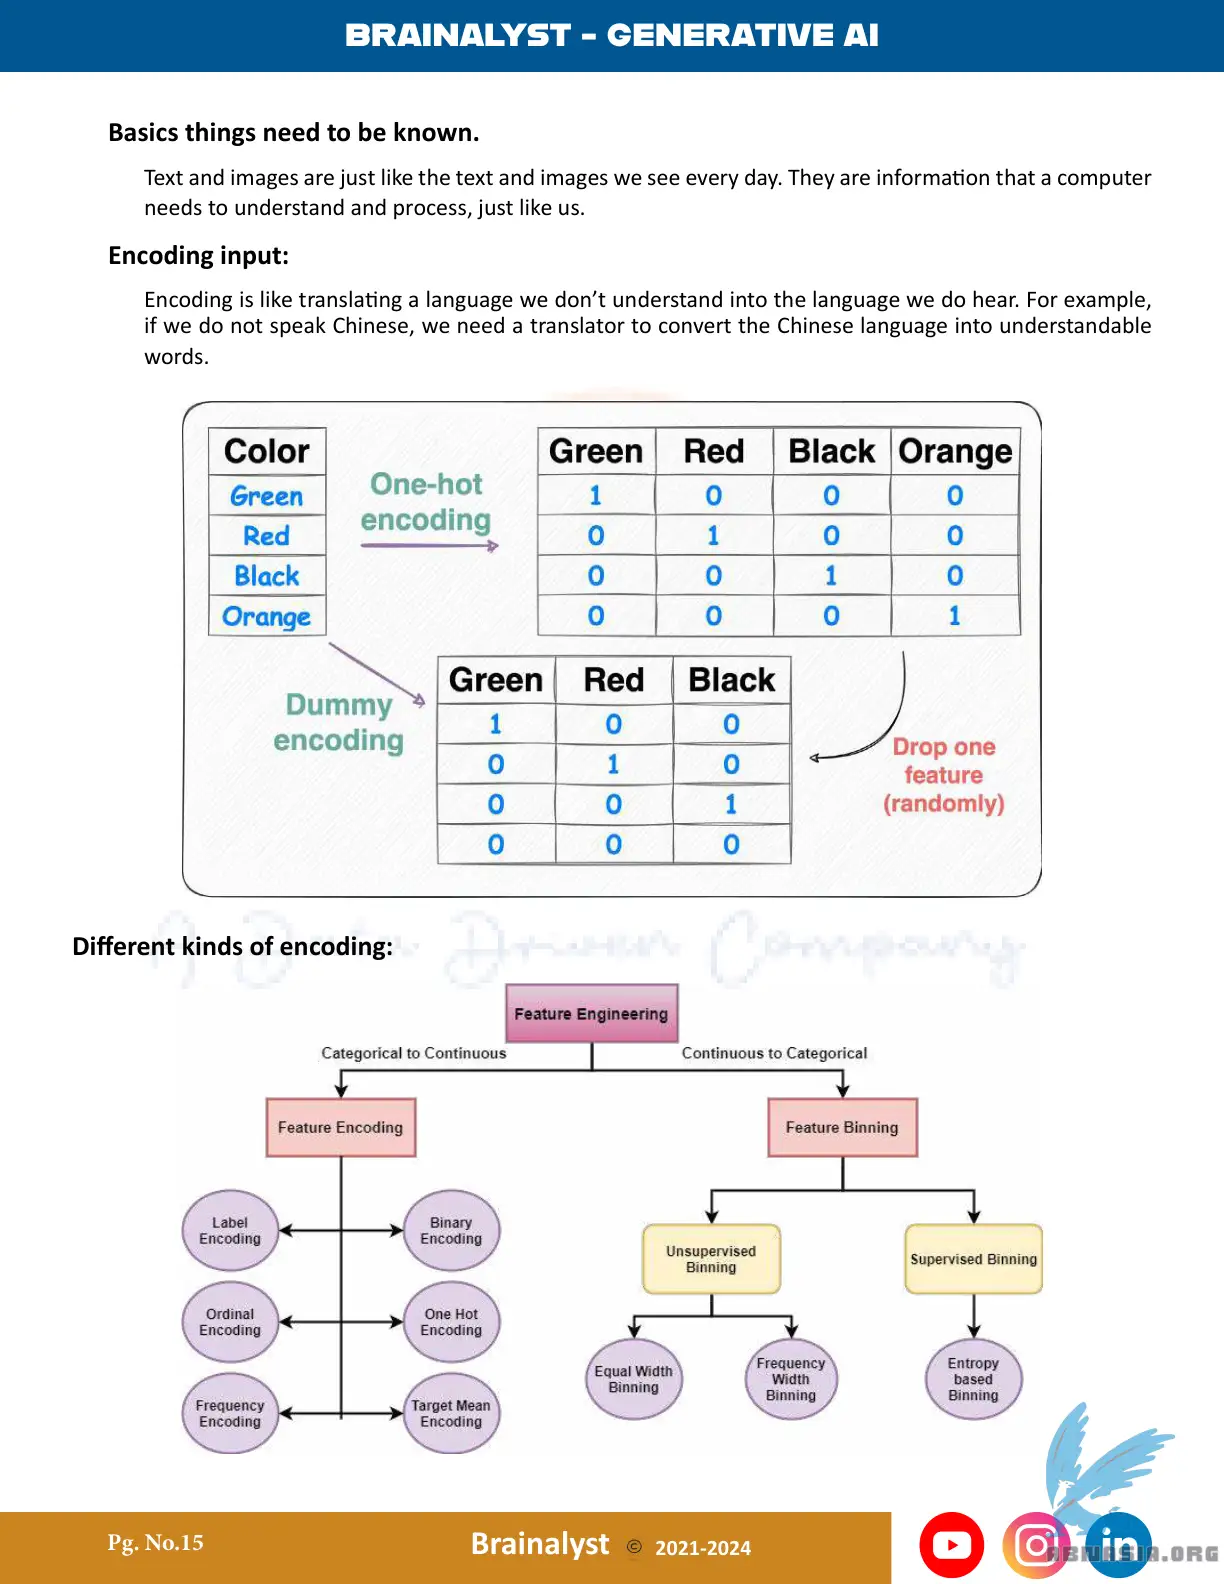 BRAINALYST - GENERATIVE AI
Basics things need to be known.
Text and images are just like the text and images we see every day. They are information that a computer
needs to understand and process, just like us.
Encoding input:
Encoding is like translating a language we don't understand into the language we do hear. For example,
if we do not speak Chinese, we need a translator to convert the Chinese language into understandable
words.
Color
Green
Red
Black
Orange
One-hot
encoding
Green Red Black Orange
1 0 0 0
0 1 0 0
0 0 1 0
0 0 0 1
Dummy
encoding
Green Red Black
1 0 0
0 1 0
0 0 1
0 0 0
Drop one
feature
(randomly)
A Data Driven Company
Different kinds of encoding:
Feature Engineering
Categorical to Continuous
Continuous to Categorical
Feature Encoding
Feature Binning
Label
Encoding
Binary
Encoding
Ordinal
Encoding
One Hot
Encoding
Frequency
Encoding
Target Mean
Encoding
Unsupervised
Binning
Supervised Binning
Equal Width
Binning
Frequency
Width
Binning
Entropy
based
Binning
Pg. No.15
Brainalyst © 2021-2024
in
ABIWASIA.ORG